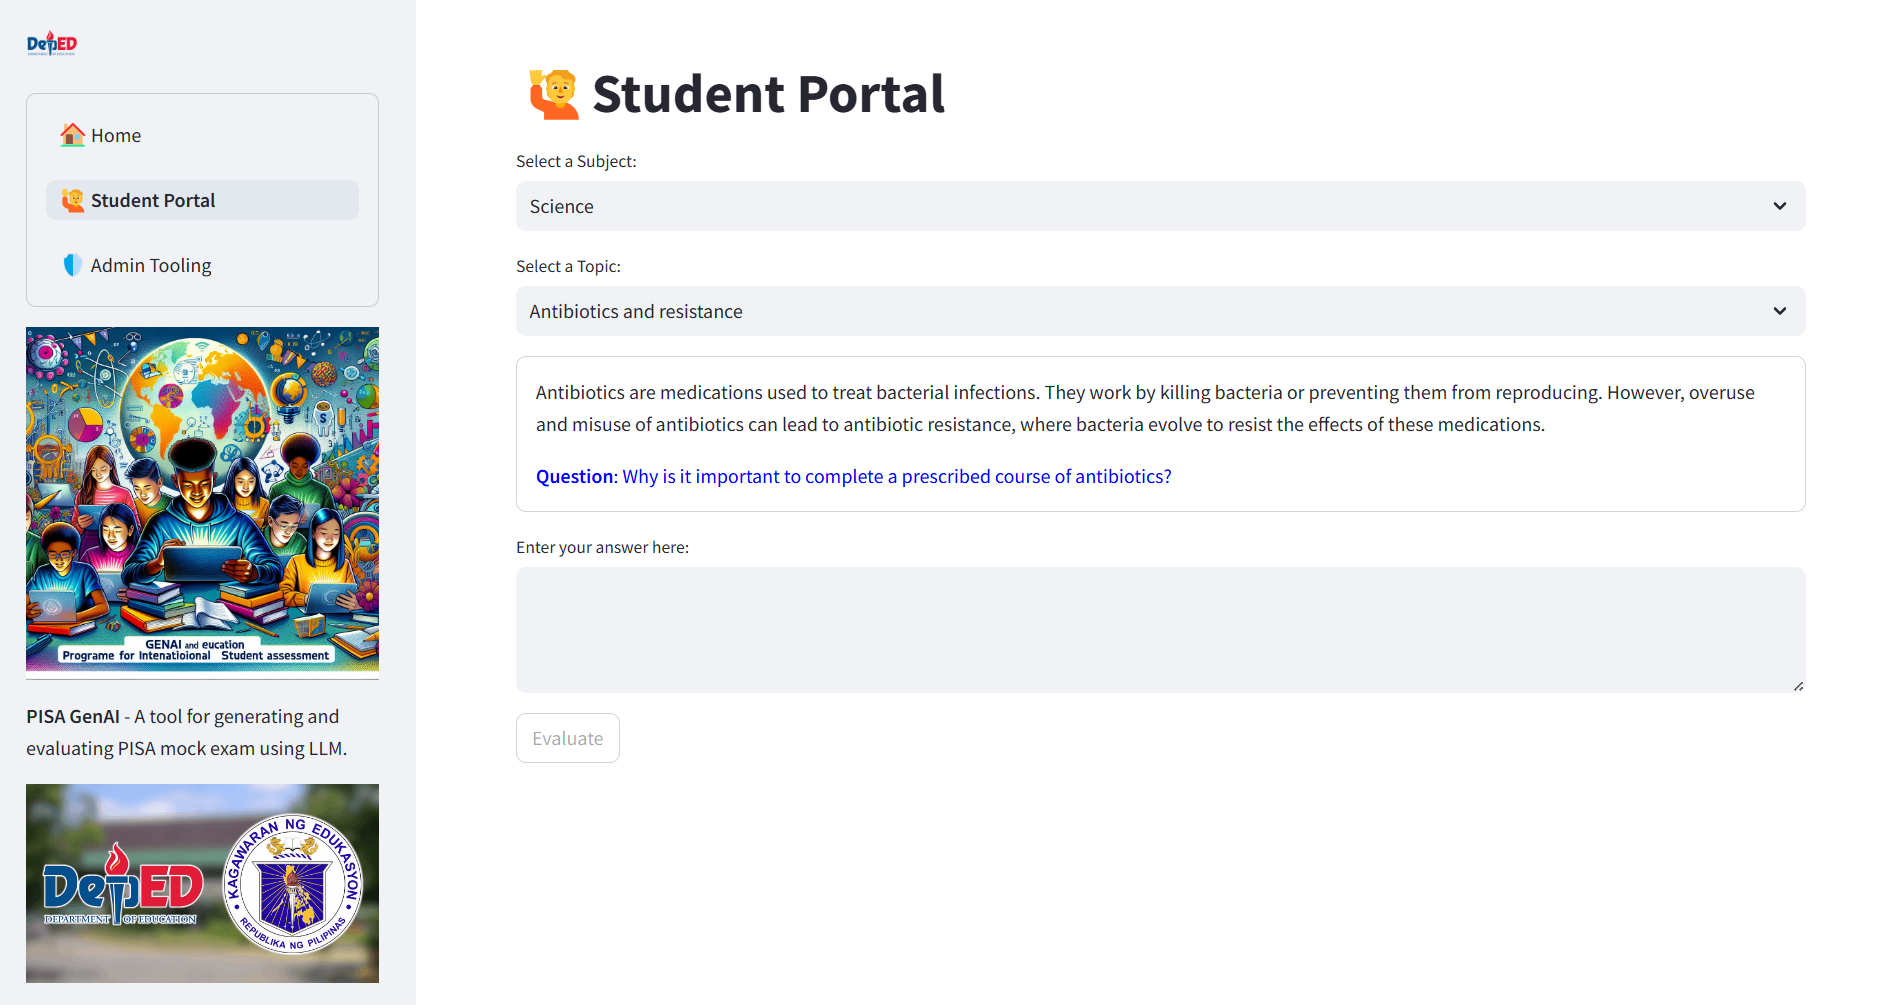 DepED
Home
Student Portal
Admin Tooling
GENAI and eucation
Programe for Intenatioional Student assessment
PISA GenAI - A tool for generating and
evaluating PISA mock exam using LLM.
DepED
DEPARTMENT OF EDUCATION
KAGAWARAN NG EDUKASYON
REPUBLIKA NG PILIPINAS
Student Portal
Select a Subject:
Science
Select a Topic:
Antibiotics and resistance
Antibiotics are medications used to treat bacterial infections. They work by killing bacteria or preventing them from reproducing. However, overuse
and misuse of antibiotics can lead to antibiotic resistance, where bacteria evolve to resist the effects of these medications.
Question: Why is it important to complete a prescribed course of antibiotics?
Enter your answer here:
Evaluate